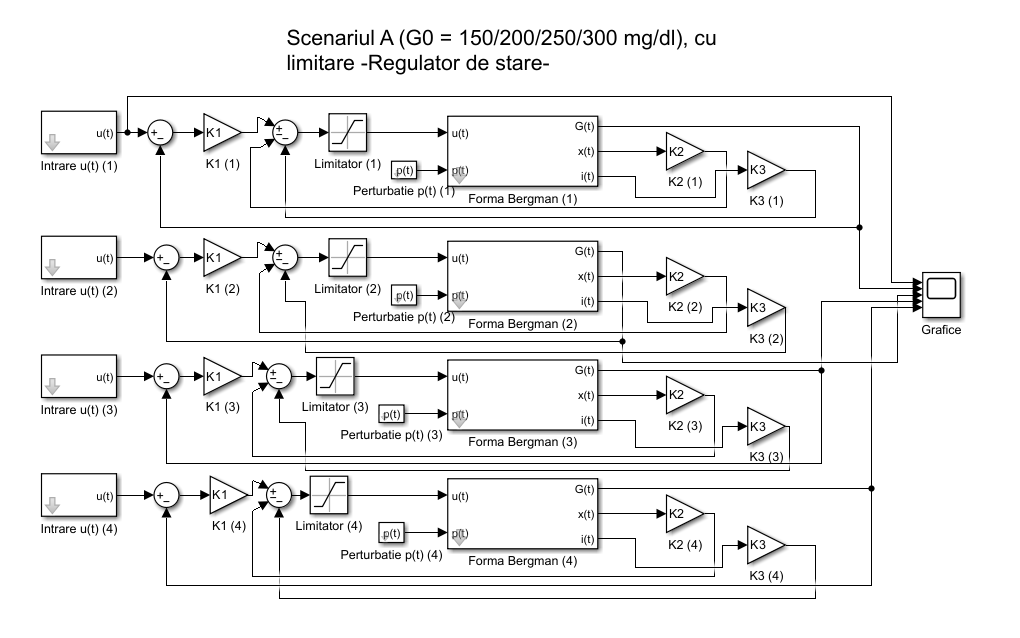 Scenariul A (G0 = 150/200/250/300 mg/dl), cu
limitare -Regulator de stare-
u(t)
Intrare u(t) (1)
+
−
K1
K1 (1)
+
−
−
Limitator (1)
p(t)
Perturbatie p(t) (1)
u(t)
p(t)
G(t)
x(t)
i(t)
Forma Bergman (1)
K2
K2 (1)
K3
K3 (1)
u(t)
Intrare u(t) (2)
+
−
K1
K1 (2)
+
−
−
Limitator (2)
p(t)
Perturbatie p(t) (2)
u(t)
p(t)
G(t)
x(t)
i(t)
Forma Bergman (2)
K2
K2 (2)
K3
K3 (2)
Grafice
u(t)
Intrare u(t) (3)
+
−
K1
K1 (3)
+
−
−
Limitator (3)
p(t)
Perturbatie p(t) (3)
u(t)
p(t)
G(t)
x(t)
i(t)
Forma Bergman (3)
K2
K2 (3)
K3
K3 (3)
u(t)
Intrare u(t) (4)
+
−
K1
K1 (4)
+
−
−
Limitator (4)
p(t)
Perturbatie p(t) (4)
u(t)
p(t)
G(t)
x(t)
i(t)
Forma Bergman (4)
K2
K2 (4)
K3
K3 (4)